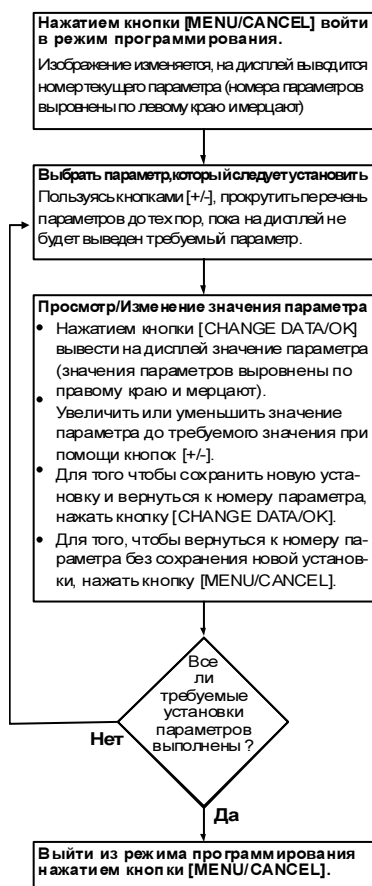 Нажатием кнопки [MENU/CANCEL] войти
в режим программирования.
Изображение изменяется, на дисплей выводится
номер текущего параметра (номера параметров
выровнены по левому краю и мерцают)
Выбрать параметр, который следует установить
Пользуясь кнопками [+/-], прокрутить перечень
параметров до тех пор, пока на дисплей не
будет выведен требуемый параметр.
Просмотр/Изменение значения параметра
• Нажатием кнопки [CHANGE DATA/OK]
вывести на дисплей значение параметра
(значения параметров выровнены по
правому краю и мерцают).
• Увеличить или уменьшить значение
параметра до требуемого значения при
помощи кнопок [+/-].
• Для того чтобы сохранить новую уста-
новку и вернуться к номеру параметра,
нажать кнопку [CHANGE DATA/OK].
• Для того, чтобы вернуться к номеру па-
раметра без сохранения новой установ-
ки, нажать кнопку [MENU/CANCEL].
Все
ли
требуемые
установки
параметров
выполнены ?
Нет
Да
Выйти из режима программирования
нажатием кнопки [MENU/CANCEL].